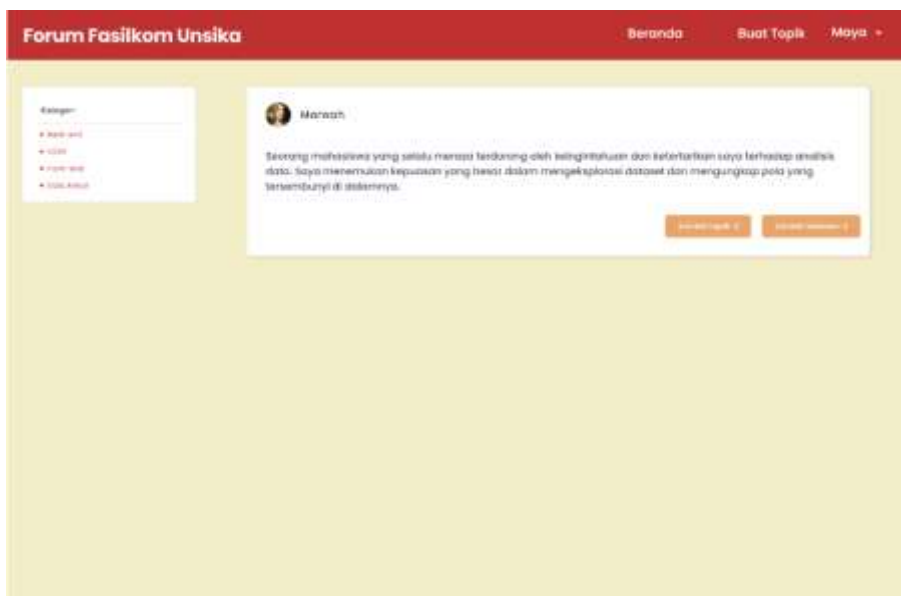 Forum Fasilkom Unsika
Beranda
Buat Topik
Maya
Kategori
Marwah
Seorang mahasiswa yang selalu merasa terdorong oleh keingintahuan dan ketertarikan saya terhadap analisis
data. Saya menemukan kepuasan yang besar dalam mengeksplorasi dataset dan mengungkap pola yang
tersembunyi di dalamnya.